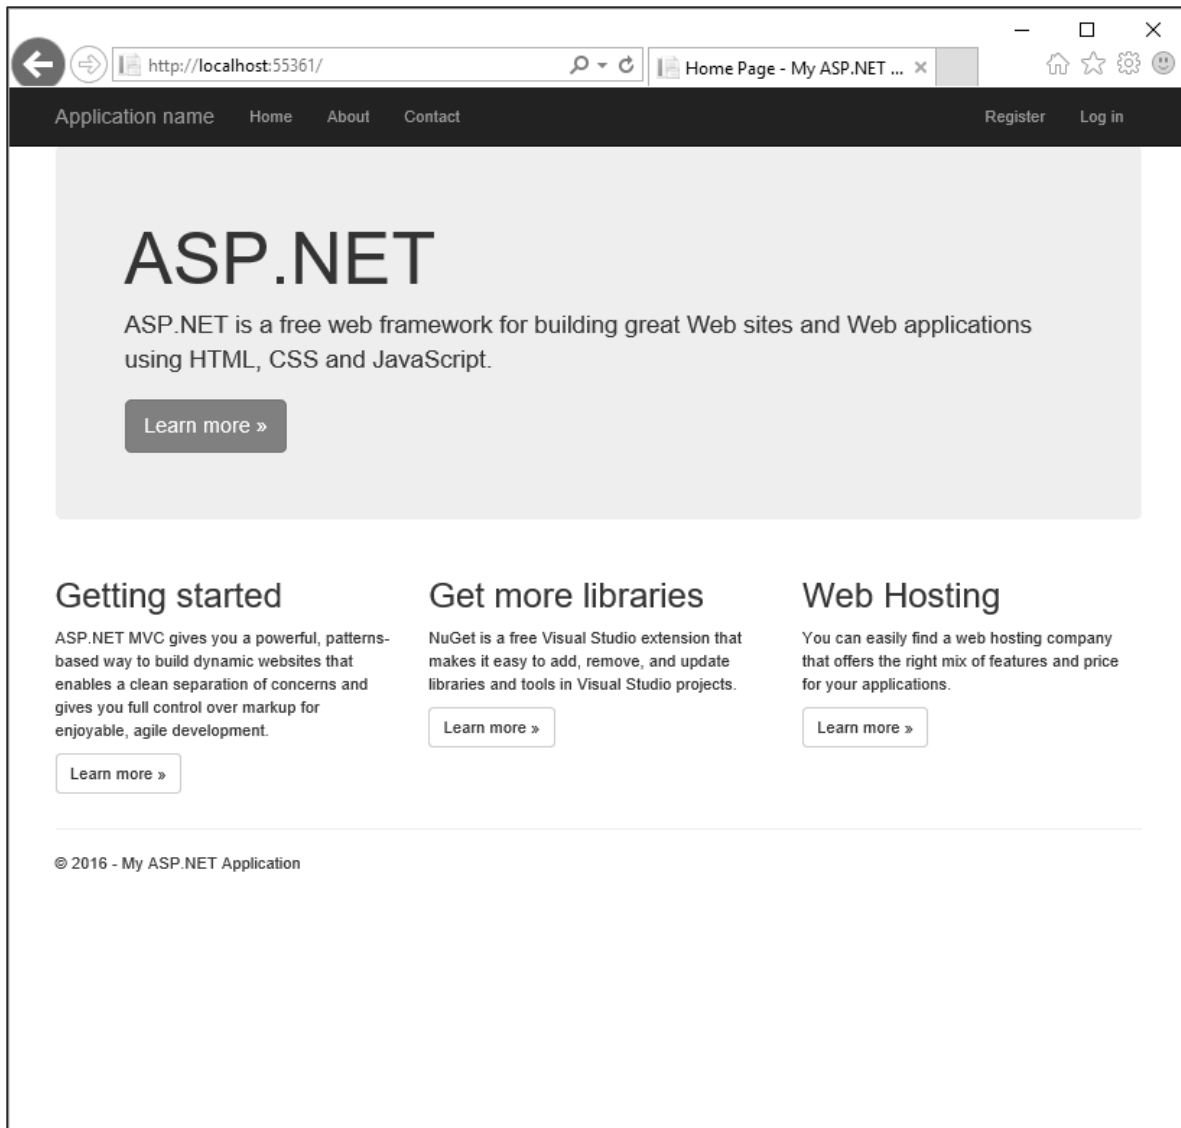 http://localhost:55361/
Home Page - My ASP.NET ...
Application name Home About Contact Register Log in
ASP.NET
ASP.NET is a free web framework for building great Web sites and Web applications
using HTML, CSS and JavaScript.
Learn more »
Getting started
ASP.NET MVC gives you a powerful, patterns-
based way to build dynamic websites that
enables a clean separation of concerns and
gives you full control over markup for
enjoyable, agile development.
Learn more »
Get more libraries
NuGet is a free Visual Studio extension that
makes it easy to add, remove, and update
libraries and tools in Visual Studio projects.
Learn more »
Web Hosting
You can easily find a web hosting company
that offers the right mix of features and price
for your applications.
Learn more »
© 2016 - My ASP.NET Application